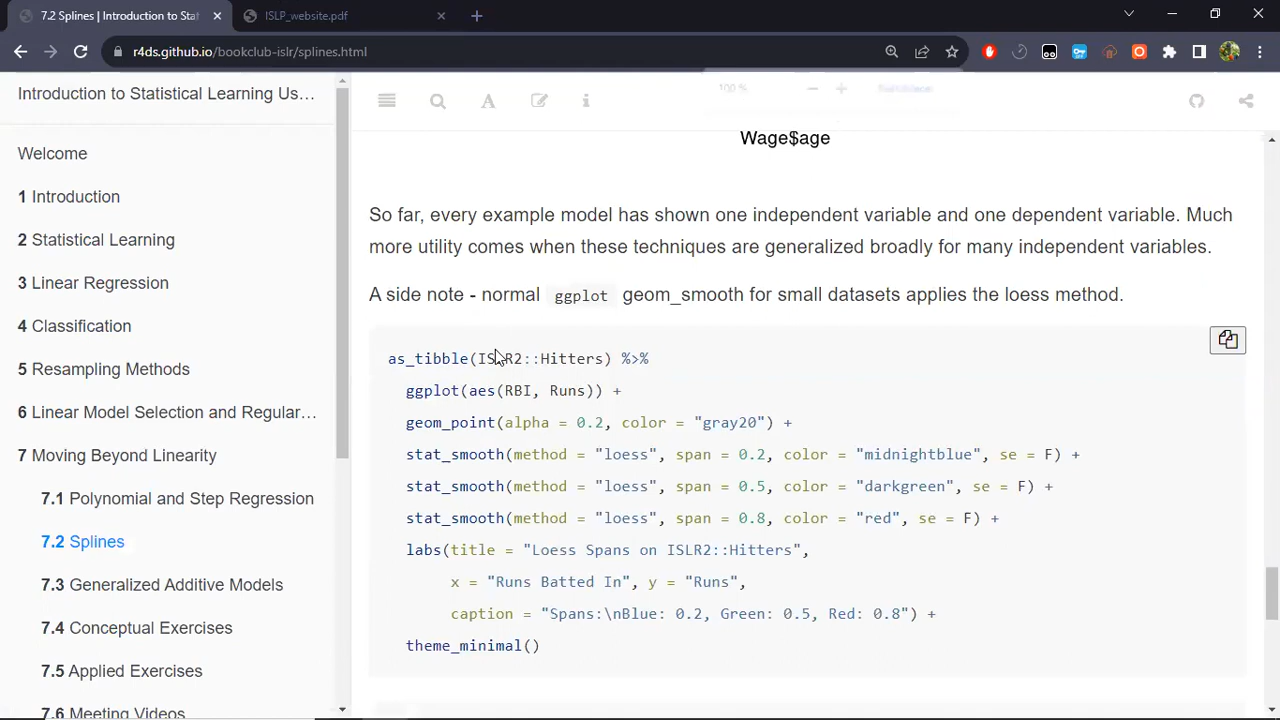 7.2 Splines | Introduction to Sta
ISLP_website.pdf
r4ds.github.io/bookclub-islr/splines.html
Introduction to Statistical Learning Us...
Welcome
1 Introduction
2 Statistical Learning
3 Linear Regression
4 Classification
5 Resampling Methods
6 Linear Model Selection and Regular...
7 Moving Beyond Linearity
7.1 Polynomial and Step Regression
7.2 Splines
7.3 Generalized Additive Models
7.4 Conceptual Exercises
7.5 Applied Exercises
7.6 Meeting Videos
100 %
Wage$age
So far, every example model has shown one independent variable and one dependent variable. Much
more utility comes when these techniques are generalized broadly for many independent variables.
A side note - normal ggplot geom_smooth for small datasets applies the loess method.
as_tibble(ISLR2::Hitters) %>%
ggplot(aes(RBI, Runs)) +
geom_point(alpha = 0.2, color = "gray20") +
stat_smooth(method = "loess", span = 0.2, color = "midnightblue", se = F) +
stat_smooth(method = "loess", span = 0.5, color = "darkgreen", se = F) +
stat_smooth(method = "loess", span = 0.8, color = "red", se = F) +
labs(title = "Loess Spans on ISLR2::Hitters",
x = "Runs Batted In", y = "Runs",
caption = "Spans:\nBlue: 0.2, Green: 0.5, Red: 0.8") +
theme_minimal()